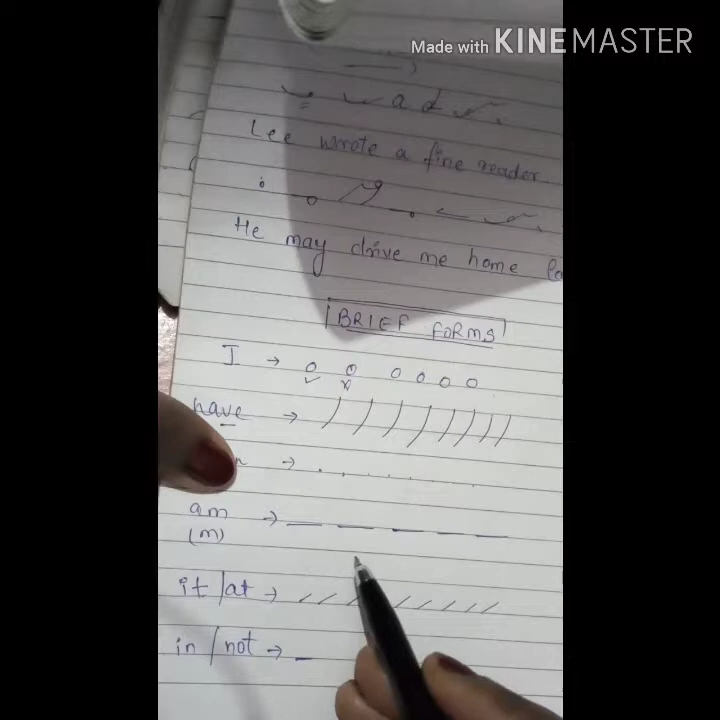 Made with KINEMASTER
Lee wrote a fine reader
He may drive me home
BRIEF FORMS
I →
have →
am →
(m)
it/at →
in/not →